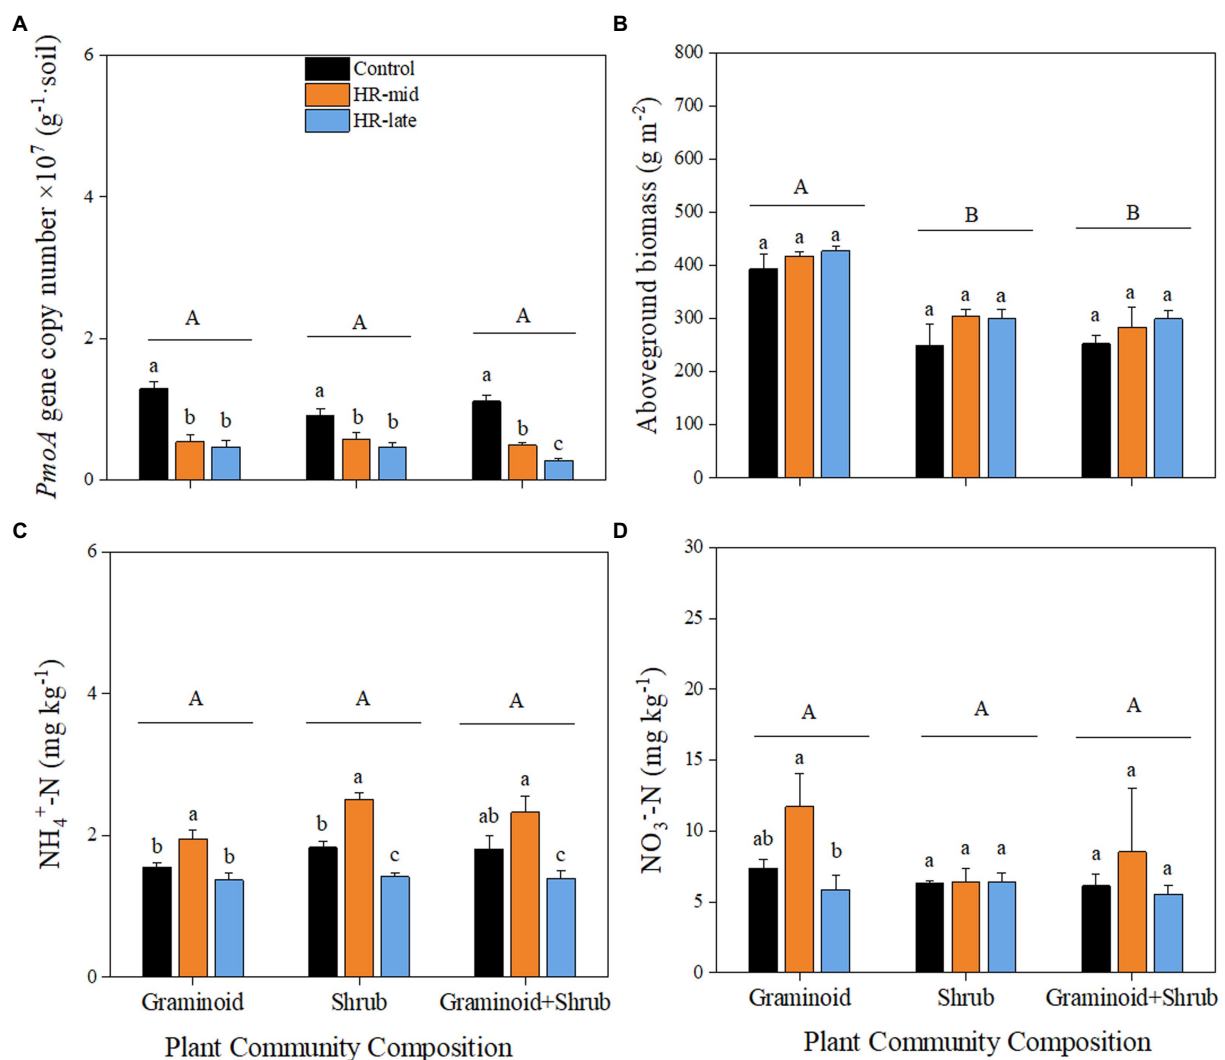 A
PmoA gene copy number ×10⁷ (g⁻¹·soil)
6
4
2
0
Control
HR-mid
HR-late
A
A
A
a
b
b
a
b
b
a
b
c
B
Aboveground biomass (g m⁻²)
800
700
600
500
400
300
200
100
0
A
B
B
a
a
a
a
a
a
a
a
a
C
NH₄⁺-N (mg kg⁻¹)
6
4
2
0
A
A
A
b
a
b
b
a
c
ab
a
c
Graminoid
Shrub
Graminoid+Shrub
Plant Community Composition
D
NO₃⁻-N (mg kg⁻¹)
30
25
20
15
10
5
0
A
A
A
ab
a
b
a
a
a
a
a
a
Graminoid
Shrub
Graminoid+Shrub
Plant Community Composition